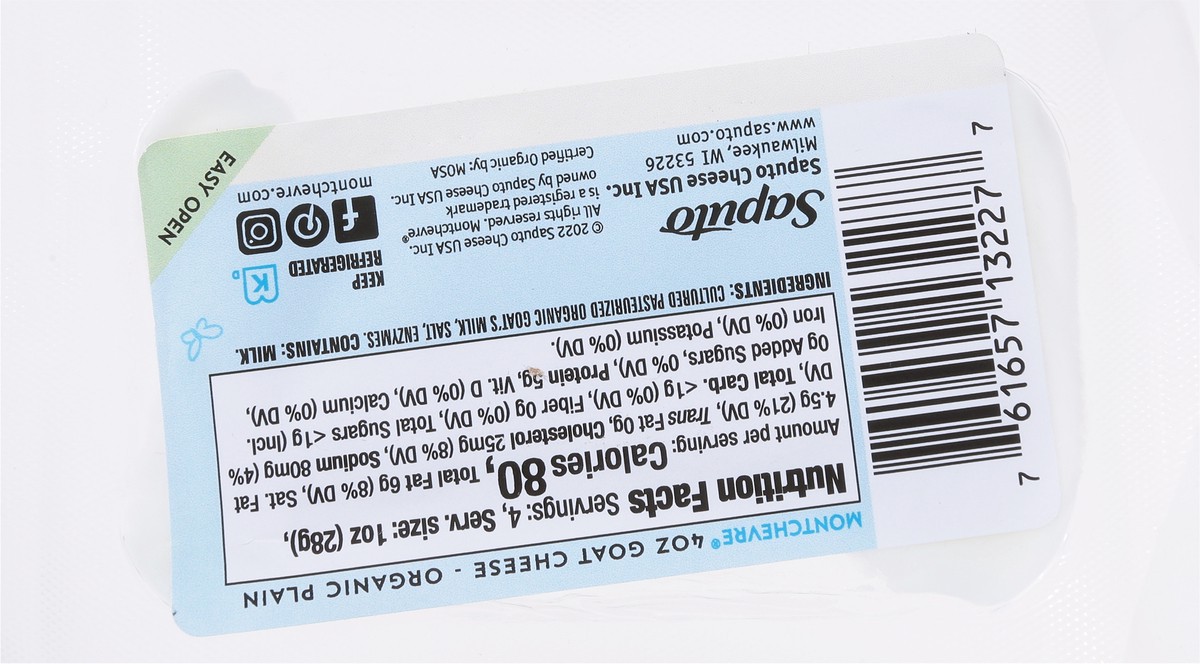 MONTCHEVRE® 4OZ GOAT CHEESE - ORGANIC PLAIN
Nutrition Facts Servings: 4, Serv. size: 1oz (28g),
Amount per serving: Calories 80, Total Fat 6g (8% DV), Sat. Fat
4.5g (21% DV), Trans Fat 0g, Cholesterol 25mg (8% DV), Sodium 80mg (4%
DV), Total Carb. <1g (0% DV), Fiber 0g (0% DV), Total Sugars <1g (Incl.
0g Added Sugars, 0% DV), Protein 5g, Vit. D (0% DV), Calcium (0% DV),
Iron (0% DV), Potassium (0% DV).
INGREDIENTS: CULTURED PASTEURIZED ORGANIC GOAT'S MILK, SALT, ENZYMES. CONTAINS: MILK.
Saputo
Saputo Cheese USA Inc.
Milwaukee, WI 53226
www.saputo.com
© 2022 Saputo Cheese USA Inc.
All rights reserved. Montchevre®
is a registered trademark
owned by Saputo Cheese USA Inc.
Certified Organic by: MOSA
KEEP
REFRIGERATED
K D
f
montchevre.com
EASY OPEN
7 61657 13227 7